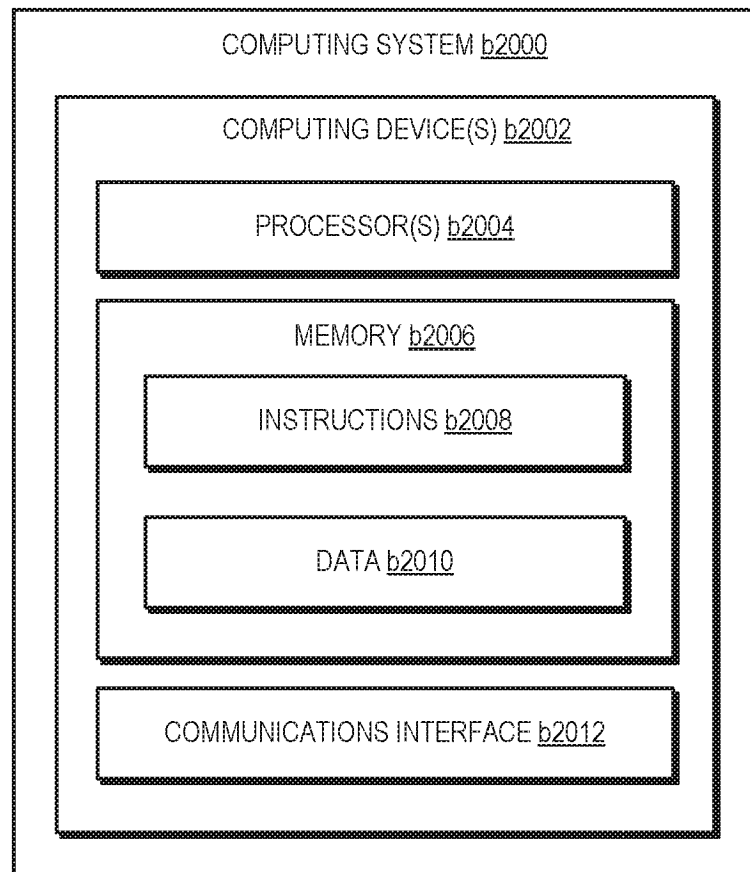 COMPUTING SYSTEM b2000
COMPUTING DEVICE(S) b2002
PROCESSOR(S) b2004
MEMORY b2006
INSTRUCTIONS b2008
DATA b2010
COMMUNICATIONS INTERFACE b2012